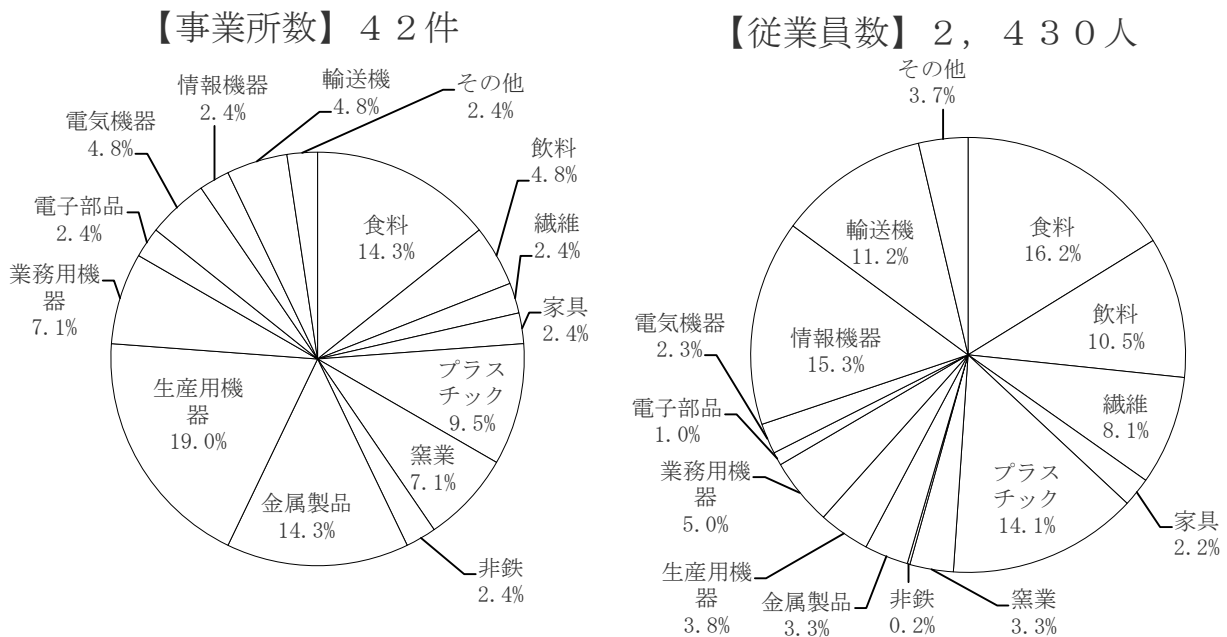 【事業所数】４２件
情報機器
2.4%
輸送機
4.8%
その他
2.4%
電気機器
4.8%
飲料
4.8%
電子部品
2.4%
食料
14.3%
繊維
2.4%
業務用機
器
7.1%
家具
2.4%
生産用機
器
19.0%
プラス
チック
9.5%
窯業
7.1%
金属製品
14.3%
非鉄
2.4%
【従業員数】２，４３０人
その他
3.7%
輸送機
11.2%
食料
16.2%
飲料
10.5%
電気機器
2.3%
情報機器
15.3%
電子部品
1.0%
繊維
8.1%
業務用機
器
5.0%
プラス
チック
14.1%
家具
2.2%
生産用機
器
3.8%
金属製品
3.3%
非鉄
0.2%
窯業
3.3%